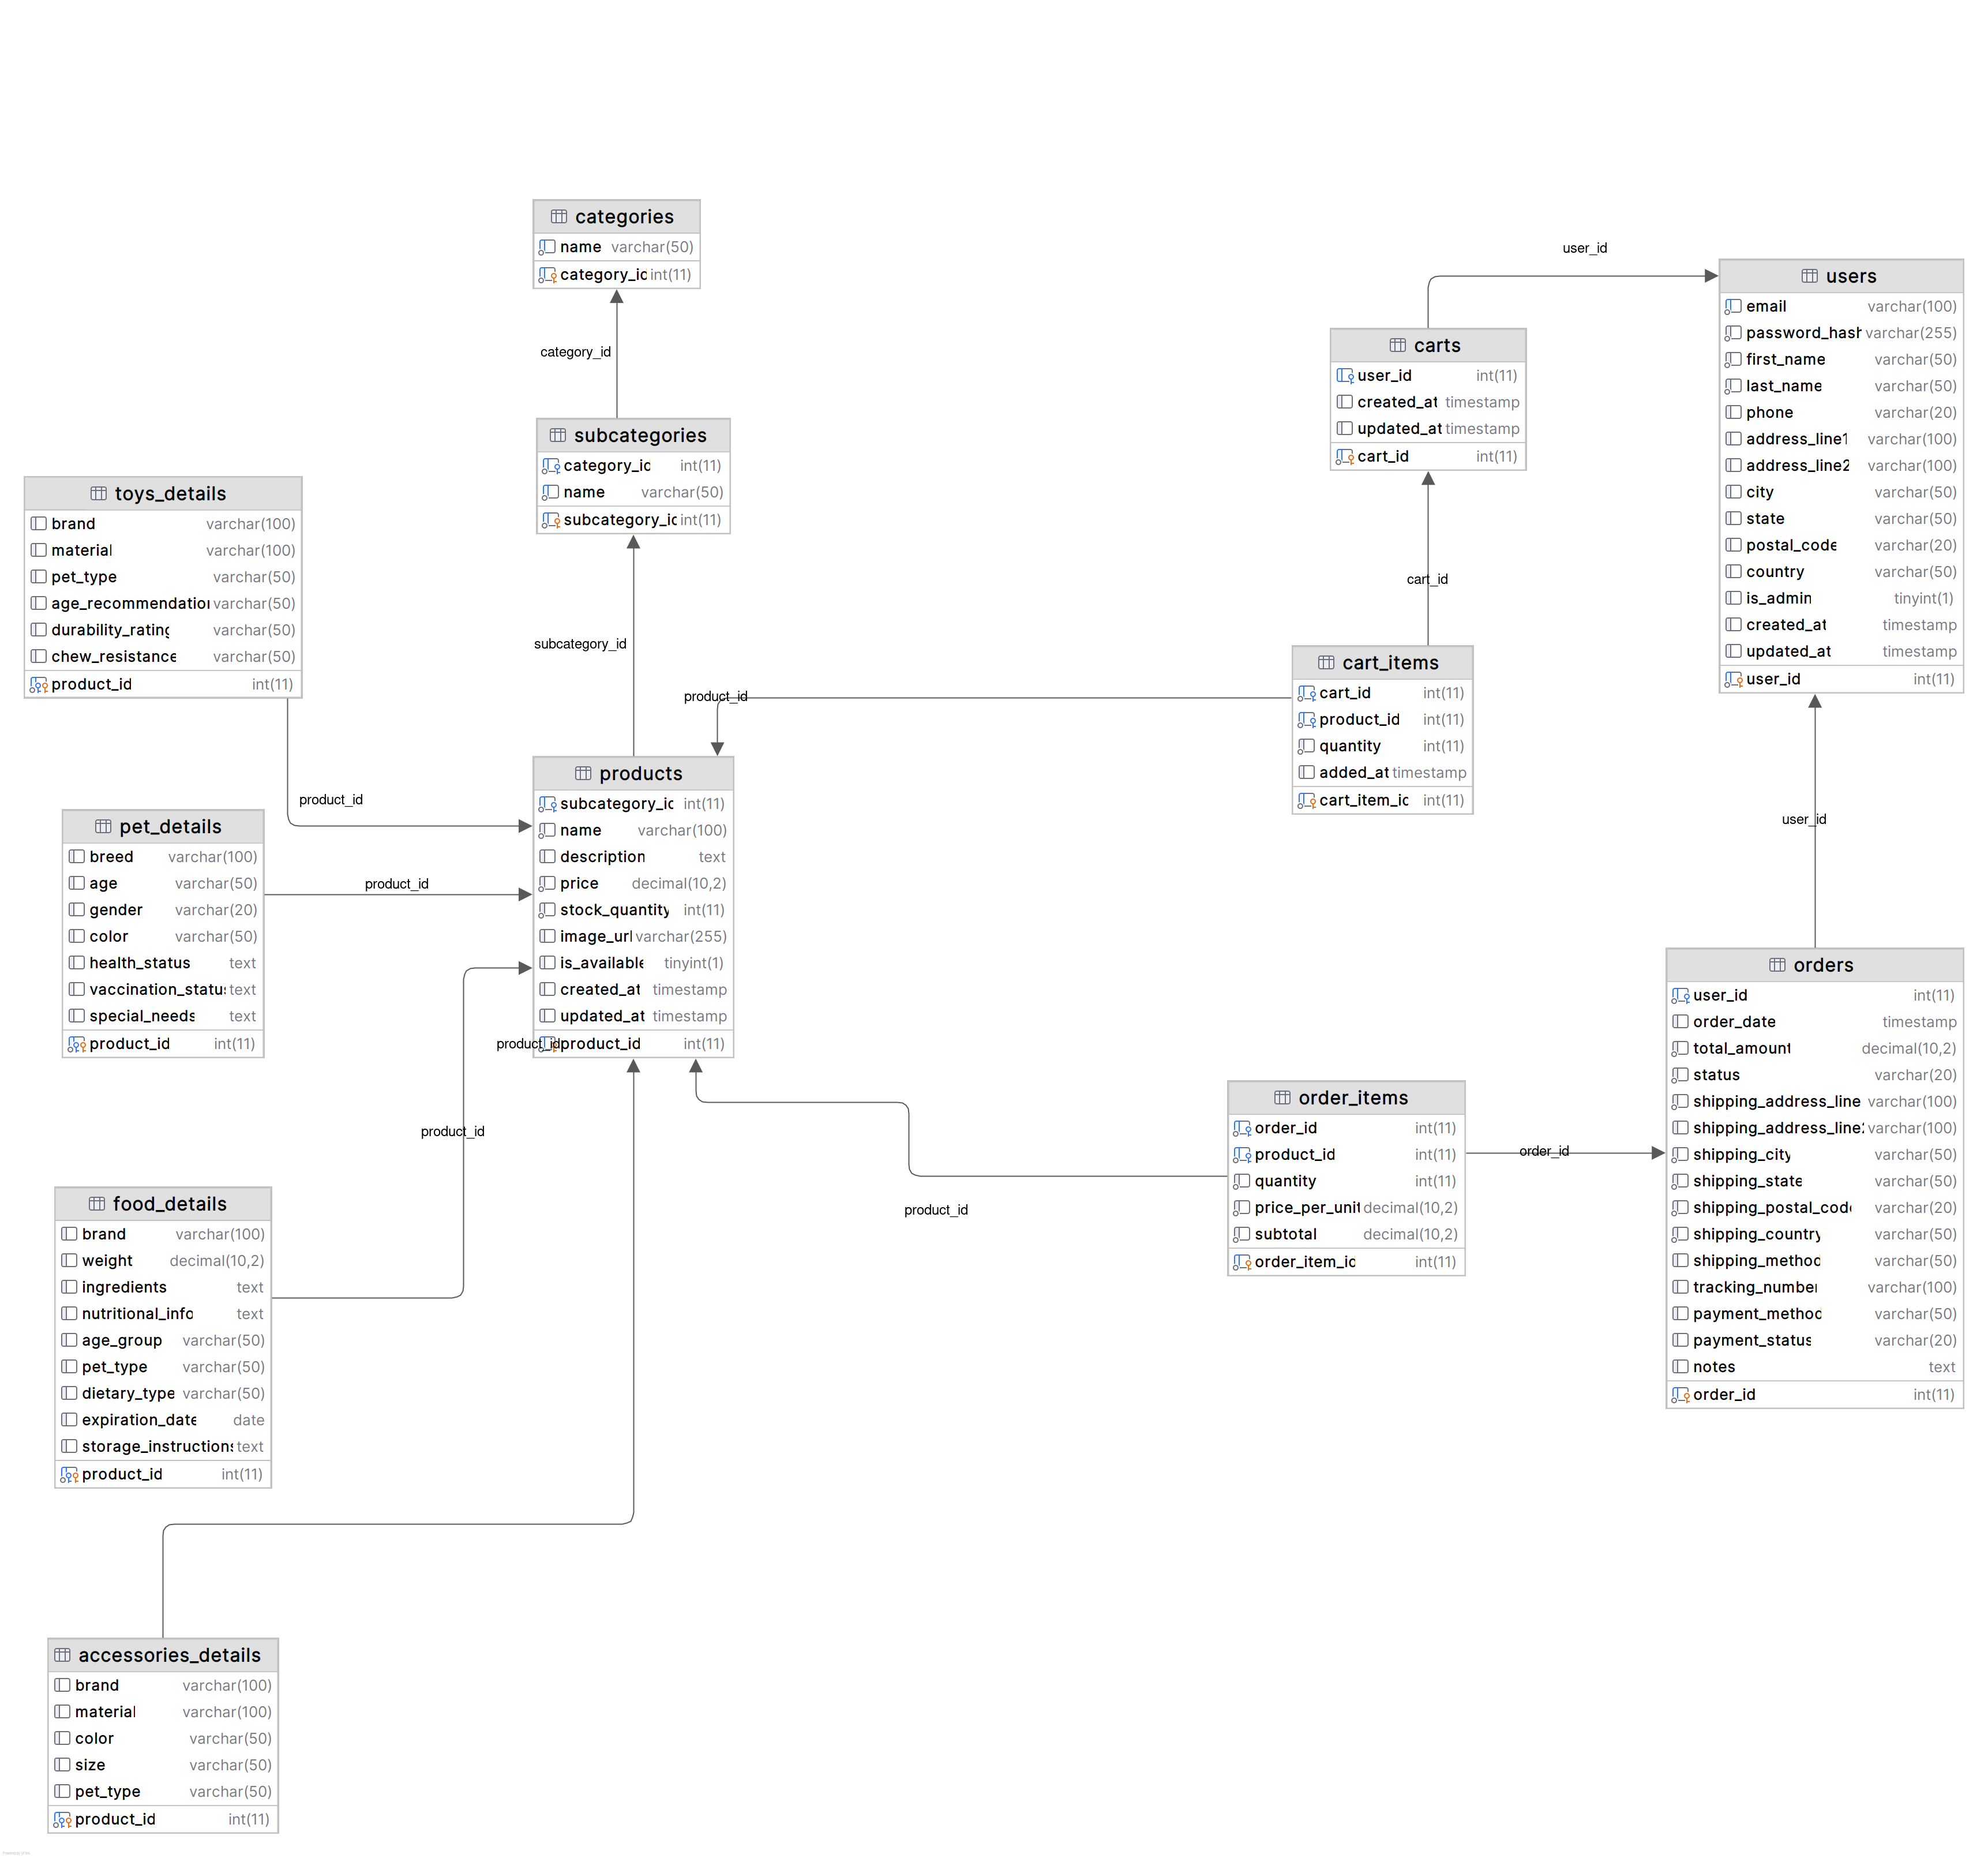 categories
name varchar(50)
category_id int(11)
user_id
users
email varchar(100)
password_hash varchar(255)
first_name varchar(50)
last_name varchar(50)
phone varchar(20)
address_line1 varchar(100)
address_line2 varchar(100)
city varchar(50)
state varchar(50)
postal_code varchar(20)
country varchar(50)
is_admin tinyint(1)
created_at timestamp
updated_at timestamp
user_id int(11)
carts
user_id int(11)
created_at timestamp
updated_at timestamp
cart_id int(11)
category_id
subcategories
category_id int(11)
name varchar(50)
subcategory_id int(11)
toys_details
brand varchar(100)
material varchar(100)
pet_type varchar(50)
age_recommendation varchar(50)
durability_rating varchar(50)
chew_resistance varchar(50)
product_id int(11)
subcategory_id
cart_id
cart_items
cart_id int(11)
product_id int(11)
quantity int(11)
added_at timestamp
cart_item_id int(11)
product_id
products
subcategory_id int(11)
name varchar(100)
description text
price decimal(10,2)
stock_quantity int(11)
image_url varchar(255)
is_available tinyint(1)
created_at timestamp
updated_at timestamp
product_id int(11)
product_id
product_id
pet_details
breed varchar(100)
age varchar(50)
gender varchar(20)
color varchar(50)
health_status text
vaccination_status text
special_needs text
product_id int(11)
product_id
user_id
orders
user_id int(11)
order_date timestamp
total_amount decimal(10,2)
status varchar(20)
shipping_address_line varchar(100)
shipping_address_line2 varchar(100)
shipping_city varchar(50)
shipping_state varchar(50)
shipping_postal_code varchar(20)
shipping_country varchar(50)
shipping_method varchar(50)
tracking_number varchar(100)
payment_method varchar(50)
payment_status varchar(20)
notes text
order_id int(11)
order_items
order_id int(11)
product_id int(11)
quantity int(11)
price_per_unit decimal(10,2)
subtotal decimal(10,2)
order_item_id int(11)
order_id
product_id
product_id
food_details
brand varchar(100)
weight decimal(10,2)
ingredients text
nutritional_info text
age_group varchar(50)
pet_type varchar(50)
dietary_type varchar(50)
expiration_date date
storage_instructions text
product_id int(11)
accessories_details
brand varchar(100)
material varchar(100)
color varchar(50)
size varchar(50)
pet_type varchar(50)
product_id int(11)